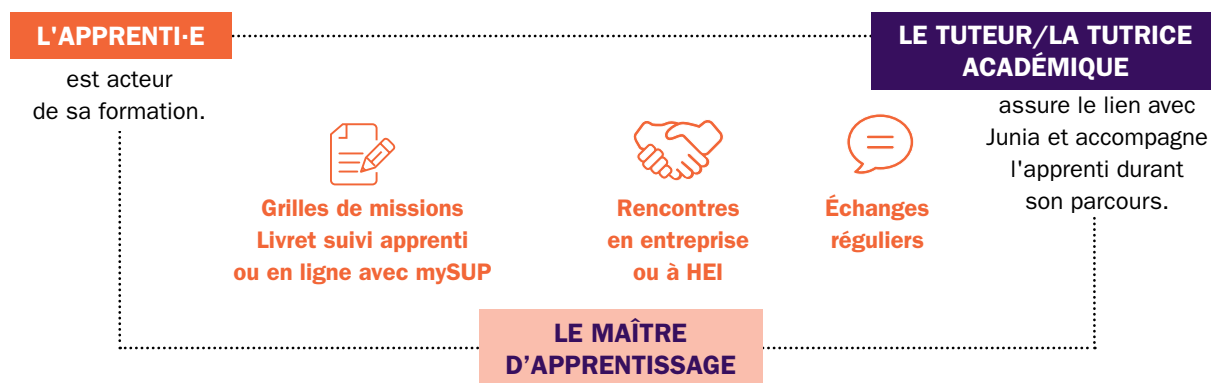 L'APPRENTI·E
est acteur
de sa formation.
LE TUTEUR/LA TUTRICE
ACADÉMIQUE
assure le lien avec
Junia et accompagne
l'apprenti durant
son parcours.
Grilles de missions
Livret suivi apprenti
ou en ligne avec mySUP
Rencontres
en entreprise
ou à HEI
Échanges
réguliers
LE MAÎTRE
D’APPRENTISSAGE